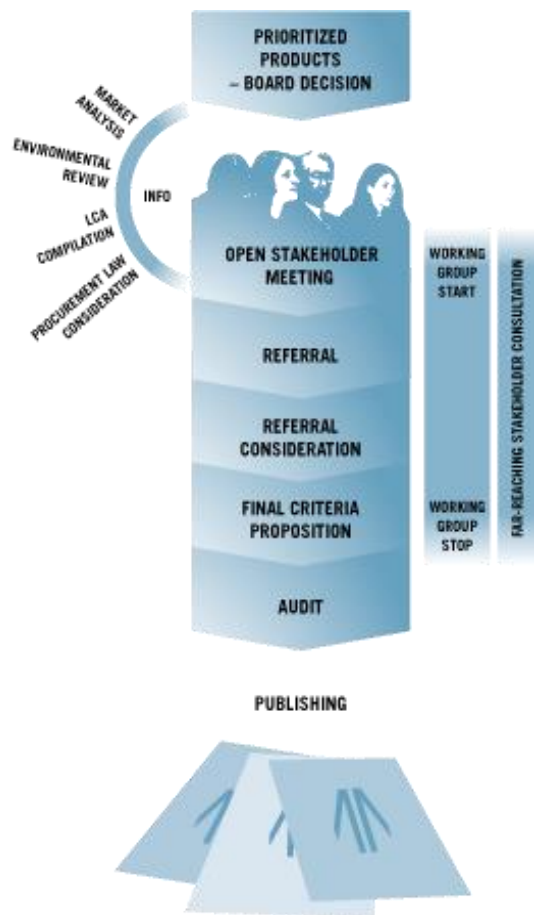 PRIORITIZED
PRODUCTS
– BOARD DECISION
MARKET
ANALYSIS
ENVIRONMENTAL
REVIEW
LCA
COMPILATION
PROCUREMENT LAW
CONSIDERATION
INFO
OPEN STAKEHOLDER
MEETING
WORKING
GROUP
START
FAR-REACHING STAKEHOLDER CONSULTATION
REFERRAL
REFERRAL
CONSIDERATION
FINAL CRITERIA
PROPOSITION
WORKING
GROUP
STOP
AUDIT
PUBLISHING